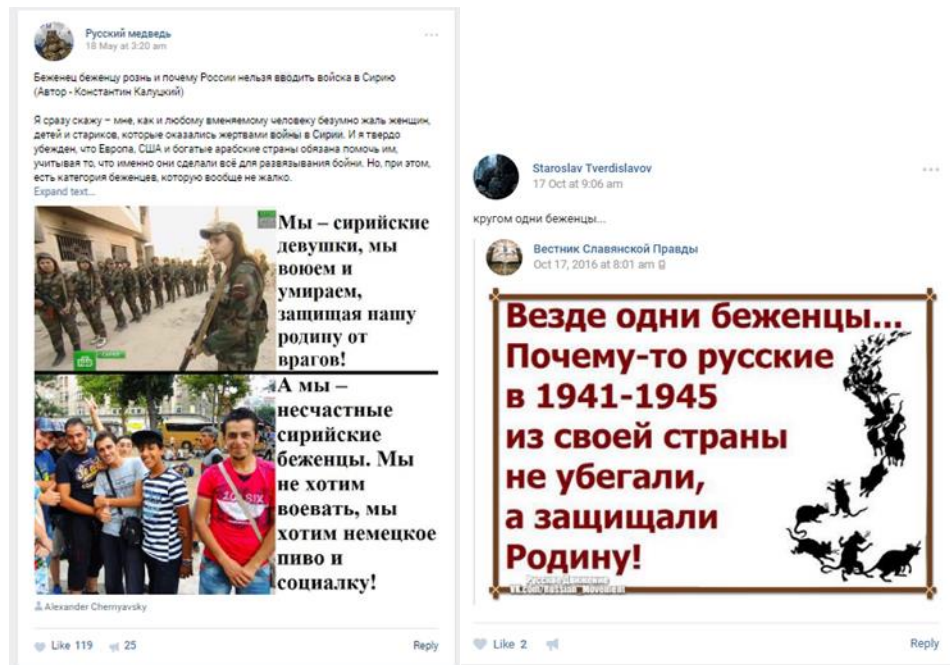 Русский медведь
18 May at 3:20 am
Беженец беженцу рознь и почему России нельзя вводить войска в Сирию
(Автор - Константин Калуцкий)
Я сразу скажу – мне, как и любому вменяемому человеку безумно жаль женщин,
детей и стариков, которые оказались жертвами войны в Сирии. И я твердо
убежден, что Европа, США и богатые арабские страны обязана помочь им,
учитывая то, что именно они сделали всё для развязывания бойни. Но, при этом,
есть категория беженцев, которую вообще не жалко.
Expand text...
Мы – сирийские
девушки, мы
воюем и
умираем,
защищая нашу
родину от
врагов!
А мы –
несчастные
сирийские
беженцы. Мы
не хотим
воевать, мы
хотим немецкое
пиво и
социалку!
Alexander Chernyavsky
Like 119
25
Reply
Staroslav Tverdislavov
17 Oct at 9:06 am
кругом одни беженцы...
Вестник Славянской Правды
Oct 17, 2016 at 8:01 am
Везде одни беженцы...
Почему-то русские
в 1941-1945
из своей страны
не убегали,
а защищали
Родину!
Русское Движение
vk.com/russian_movement
Like 2
Reply